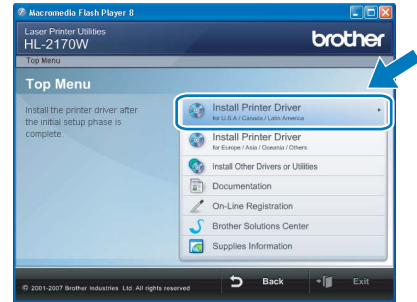 Macromedia Flash Player 8
Laser Printer Utilities
HL-2170W
brother
Top Menu
Top Menu
Install the printer driver after
the initial setup phase is
complete.
Install Printer Driver
for U.S.A / Canada / Latin America
Install Printer Driver
for Europe / Asia / Oceania / Others
Install Other Drivers or Utilities
Documentation
On-Line Registration
Brother Solutions Center
Supplies Information
© 2001-2007 Brother Industries Ltd. All rights reserved
Back
Exit